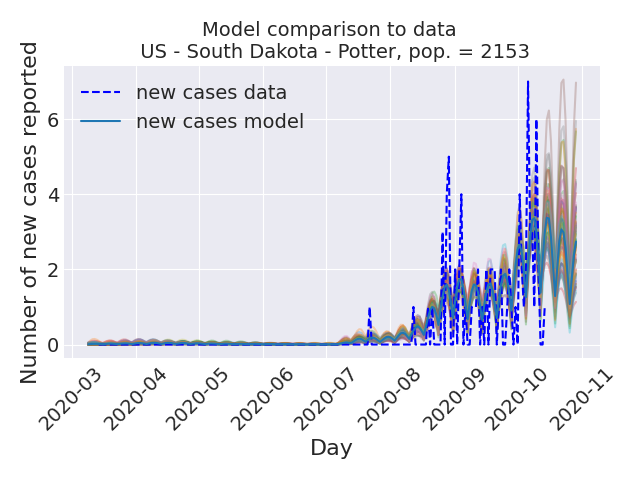 Model comparison to data
US - South Dakota - Potter, pop. = 2153
new cases data
new cases model
Number of new cases reported
6
4
2
0
2020-03
2020-04
2020-05
2020-06
2020-07
2020-08
2020-09
2020-10
2020-11
Day